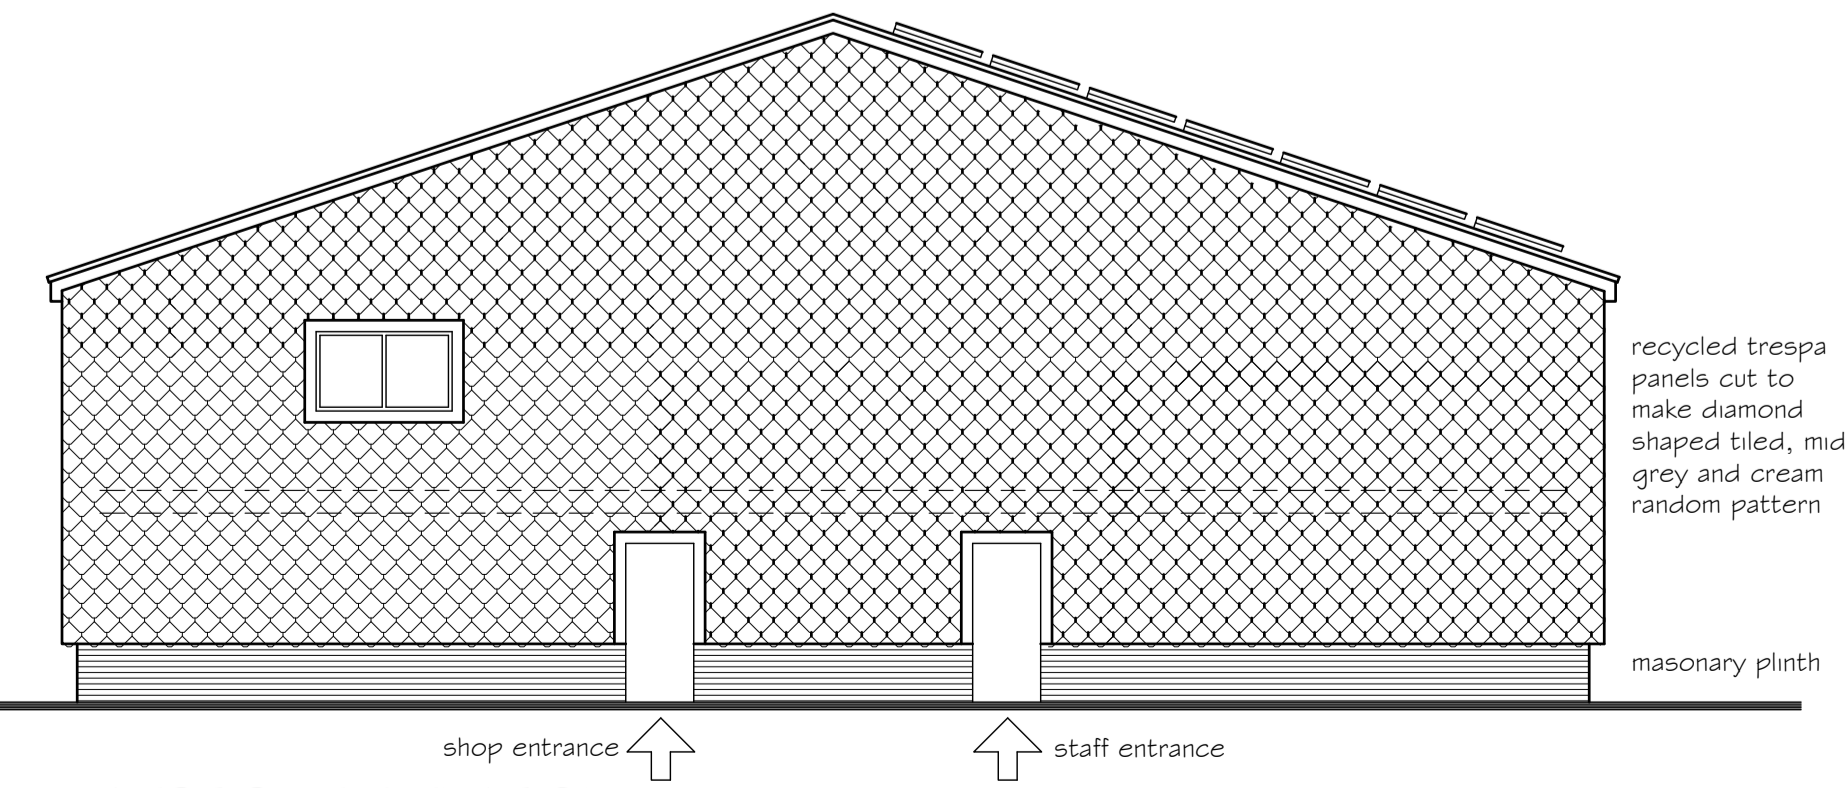 recycled trespa
panels cut to
make diamond
shaped tiled, mid
grey and cream
random pattern
masonary plinth
shop entrance
staff entrance